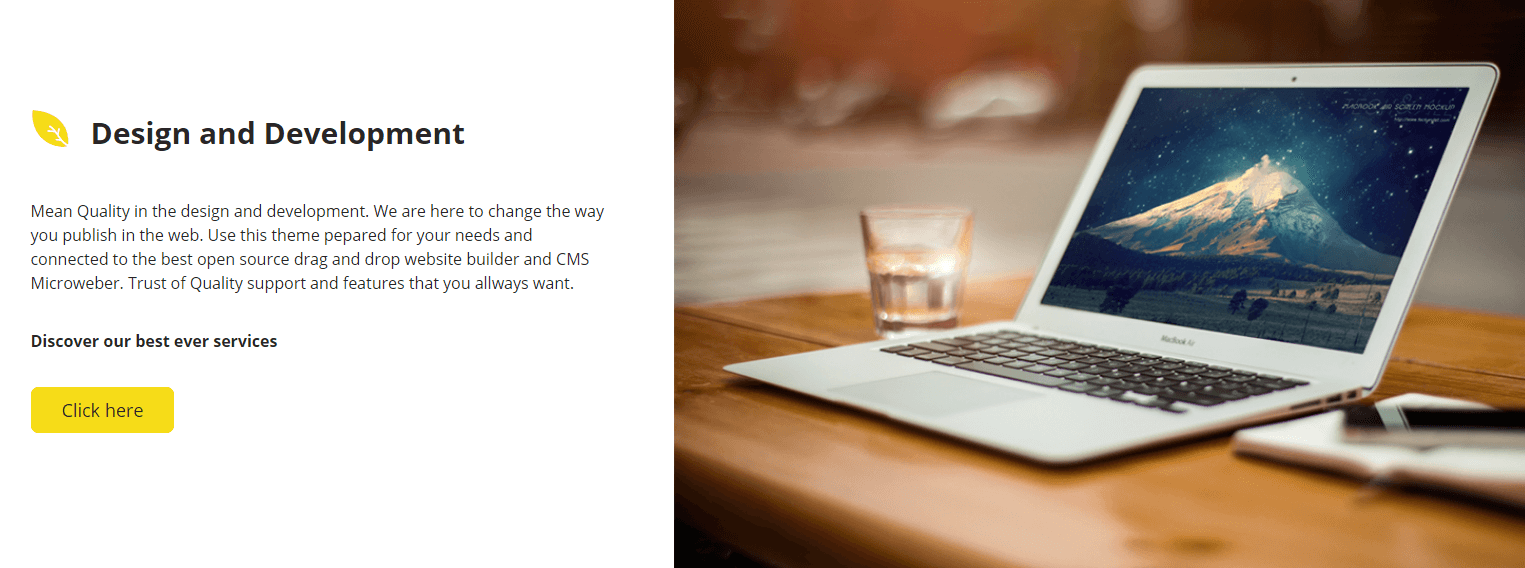 Design and Development
Mean Quality in the design and development. We are here to change the way
you publish in the web. Use this theme pepared for your needs and
connected to the best open source drag and drop website builder and CMS
Microweber. Trust of Quality support and features that you allways want.
Discover our best ever services
Click here
MACBOOK AIR SCREEN MOCKUP
MacBook Air